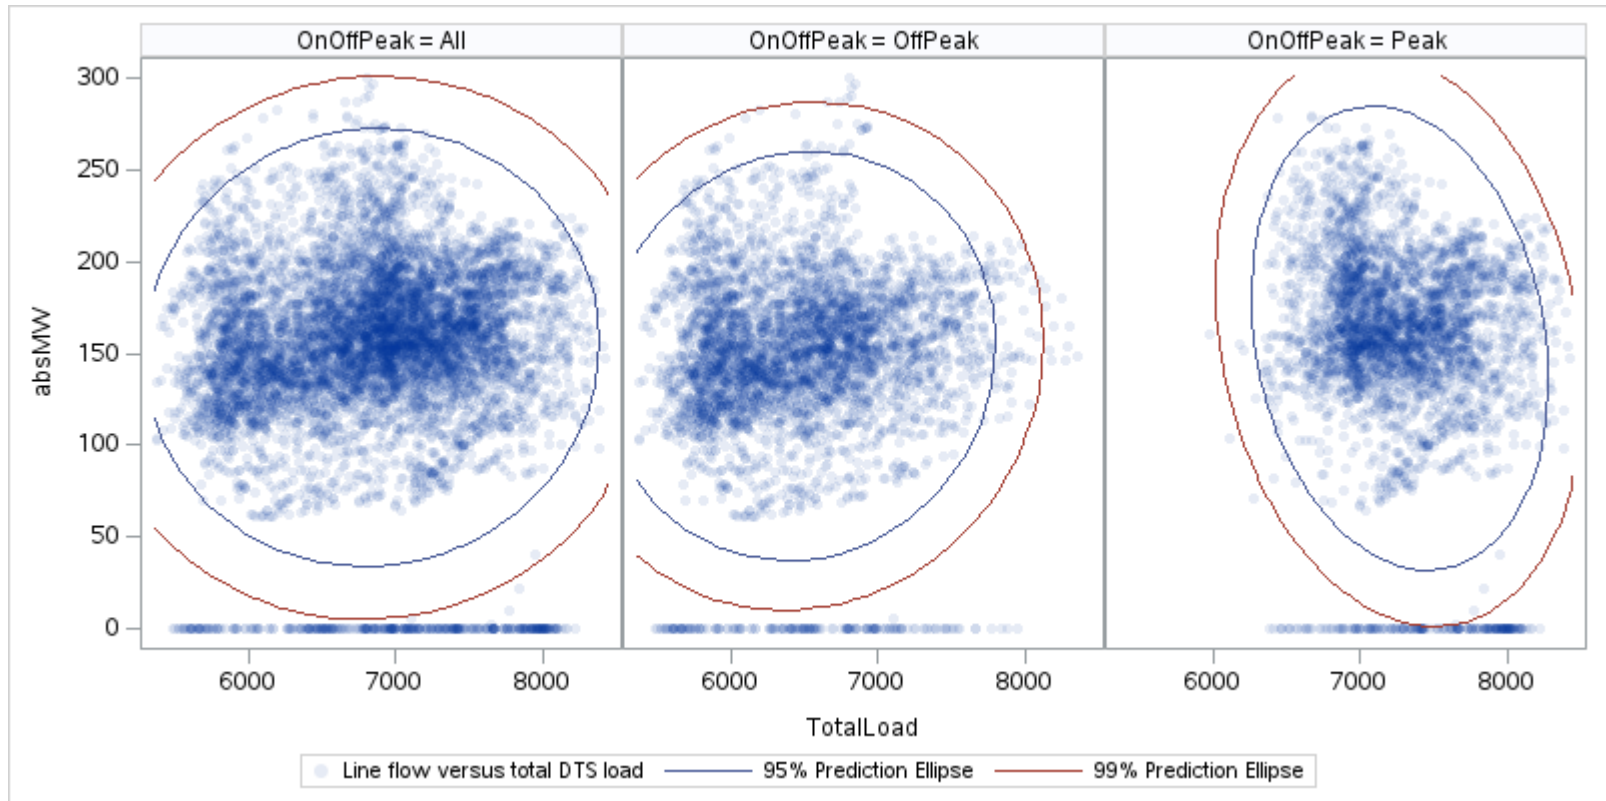 OnOffPeak = All
OnOffPeak = OffPeak
OnOffPeak = Peak
300
250
200
150
100
50
0
absMW
6000 7000 8000
6000 7000 8000
6000 7000 8000
TotalLoad
Line flow versus total DTS load
95% Prediction Ellipse
99% Prediction Ellipse